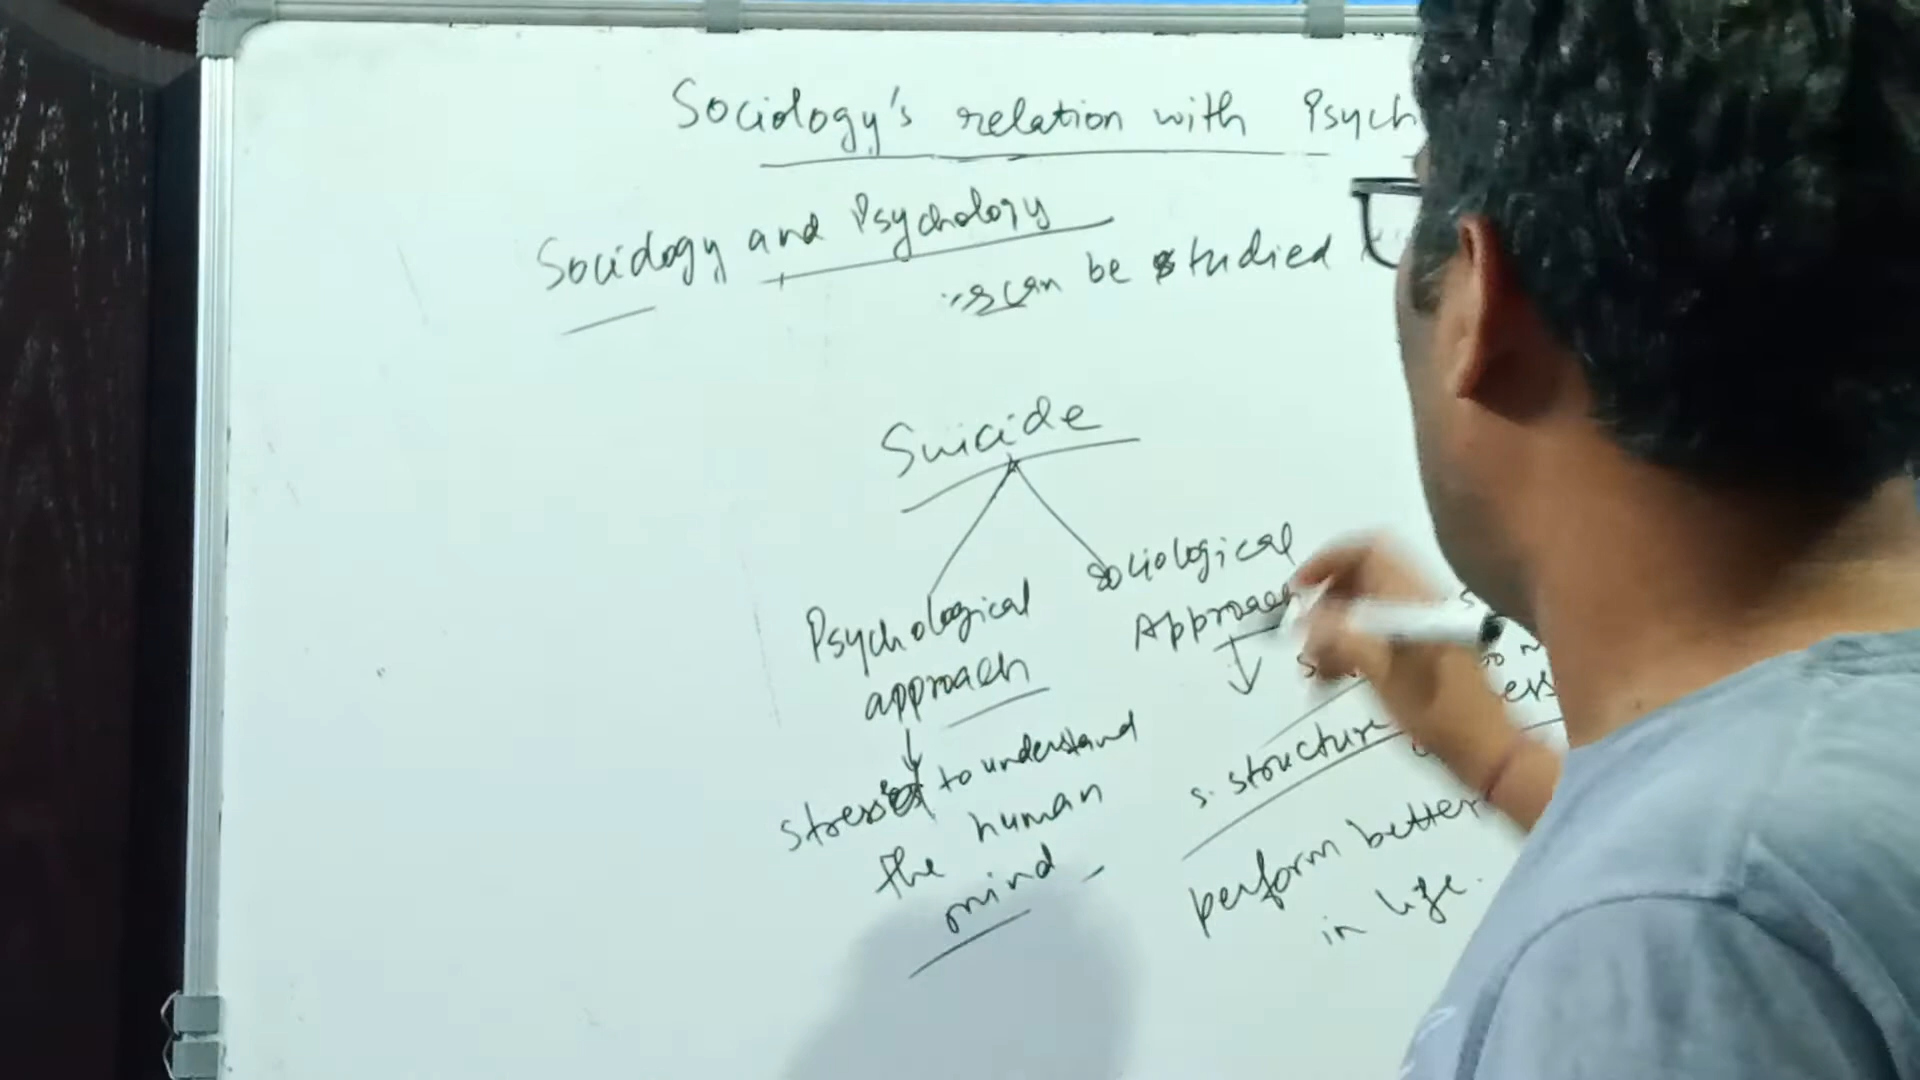 Sociology's relation with Psych
Sociology and Psychology
can be studied
Suicide
Psychological
approach
stress to understand
the human
mind
Sociological
Approach
s. structure
perform better
in life.